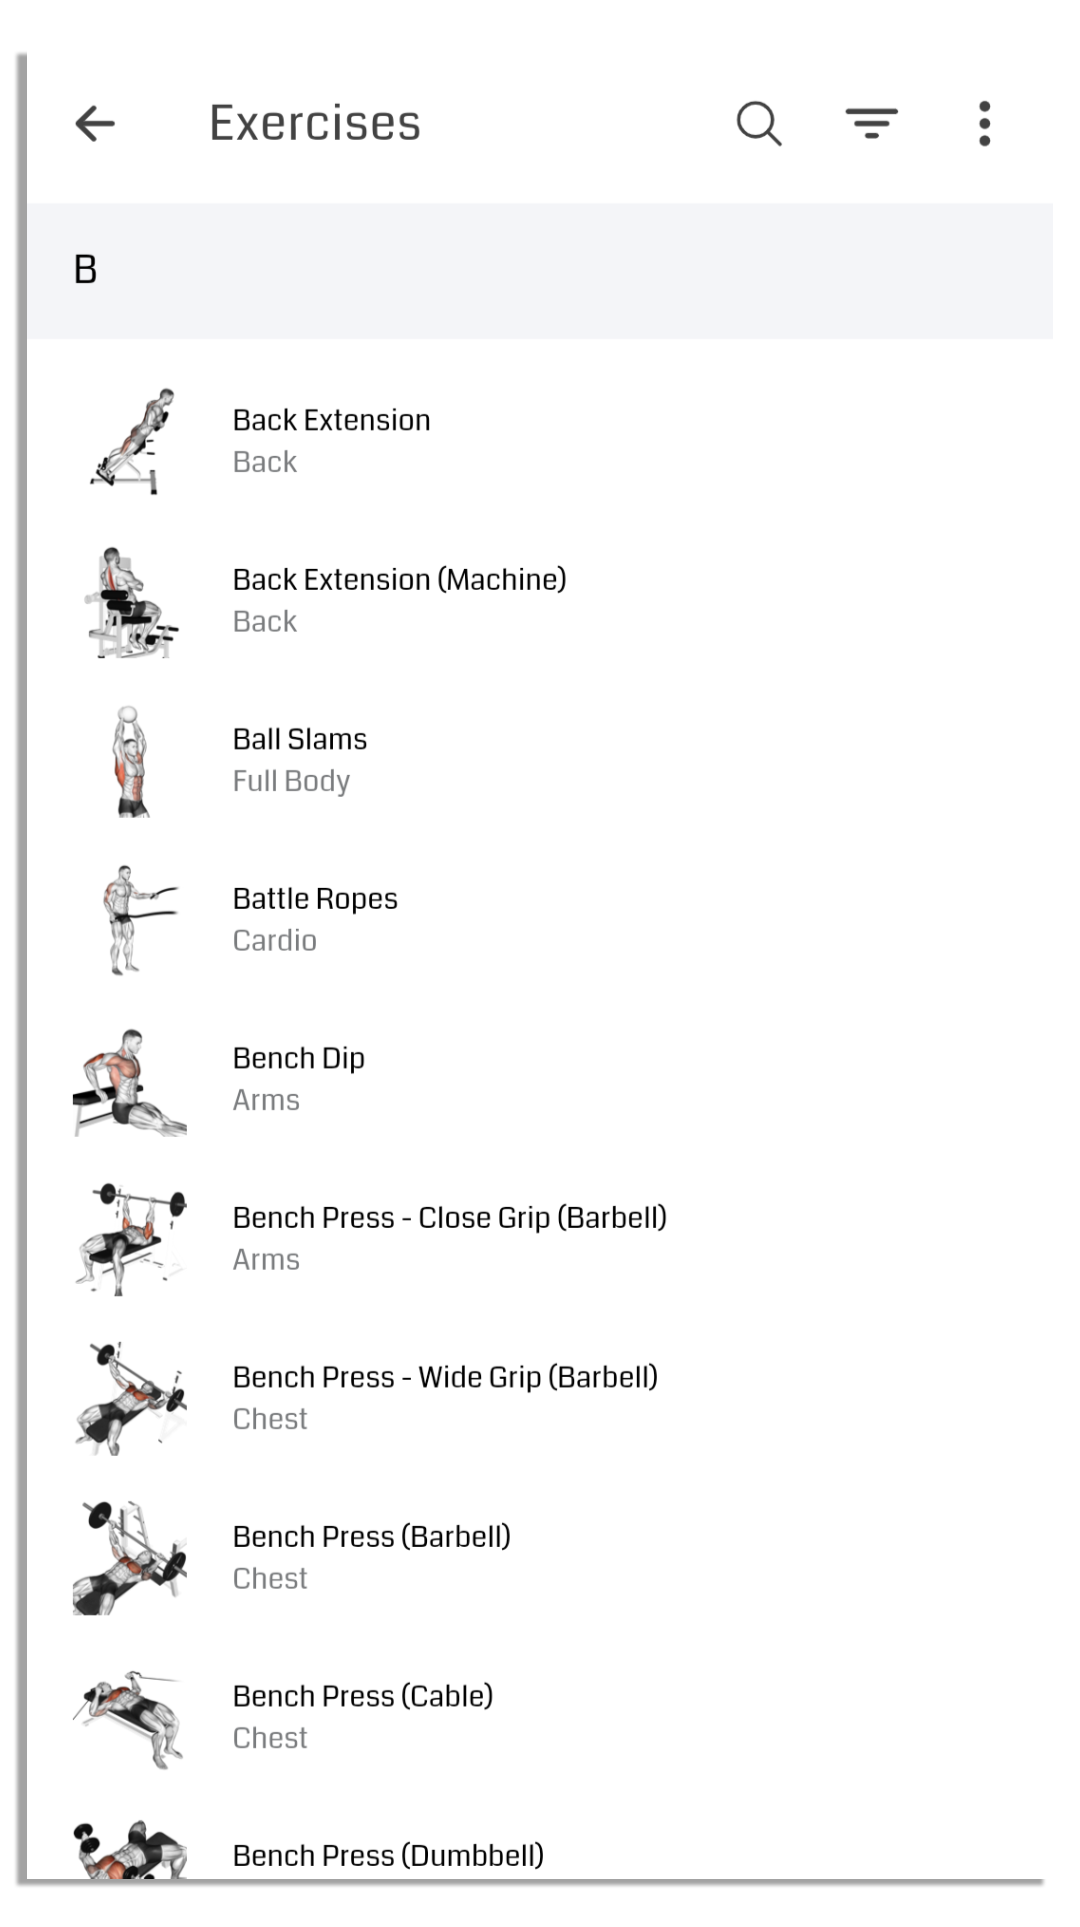 Exercises
B
Back Extension
Back
Back Extension (Machine)
Back
Ball Slams
Full Body
Battle Ropes
Cardio
Bench Dip
Arms
Bench Press - Close Grip (Barbell)
Arms
Bench Press - Wide Grip (Barbell)
Chest
Bench Press (Barbell)
Chest
Bench Press (Cable)
Chest
Bench Press (Dumbbell)